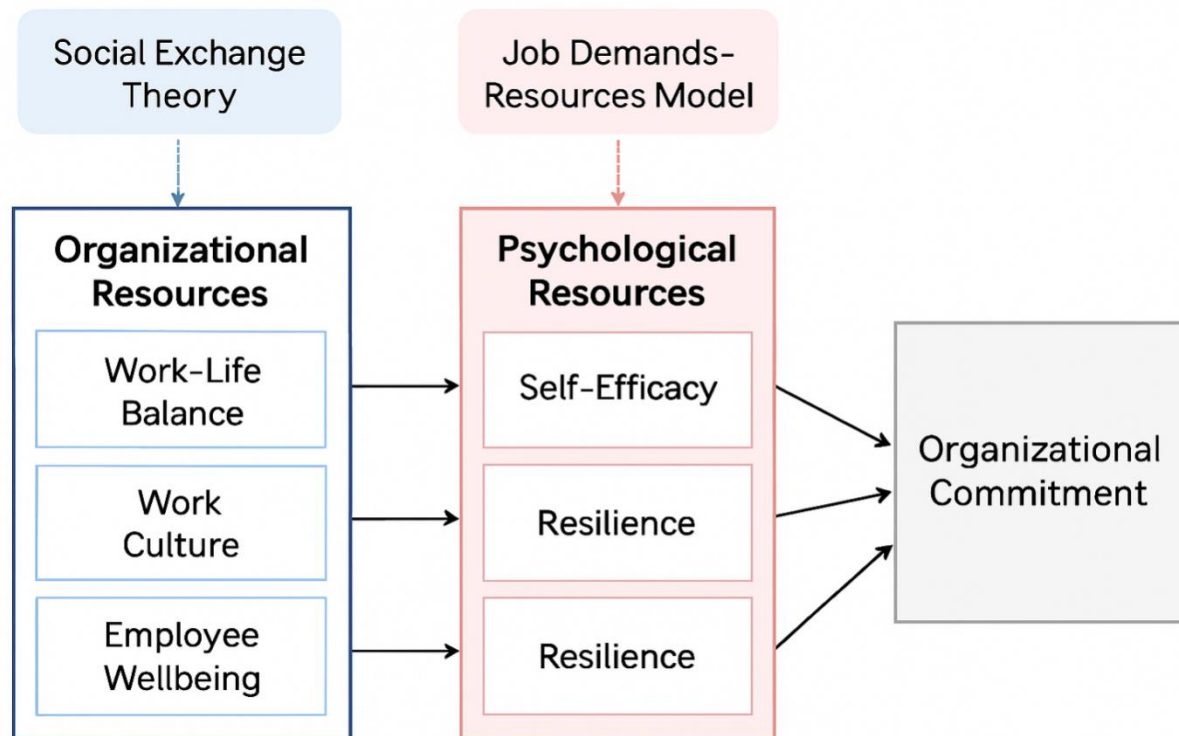 Social Exchange
Theory
Job Demands-
Resources Model
Organizational
Resources
Work-Life
Balance
Work
Culture
Employee
Wellbeing
Psychological
Resources
Self-Efficacy
Resilience
Resilience
Organizational
Commitment